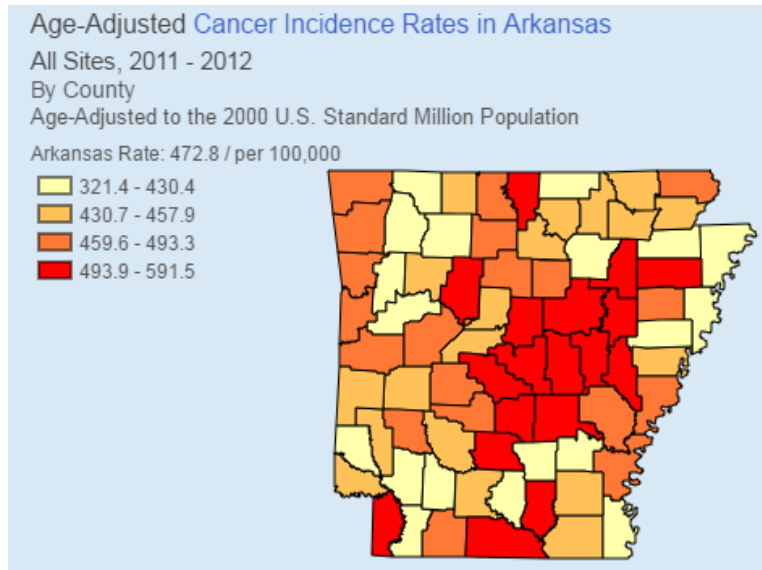 Age-Adjusted Cancer Incidence Rates in Arkansas
All Sites, 2011 - 2012
By County
Age-Adjusted to the 2000 U.S. Standard Million Population
Arkansas Rate: 472.8 / per 100,000
321.4 - 430.4
430.7 - 457.9
459.6 - 493.3
493.9 - 591.5